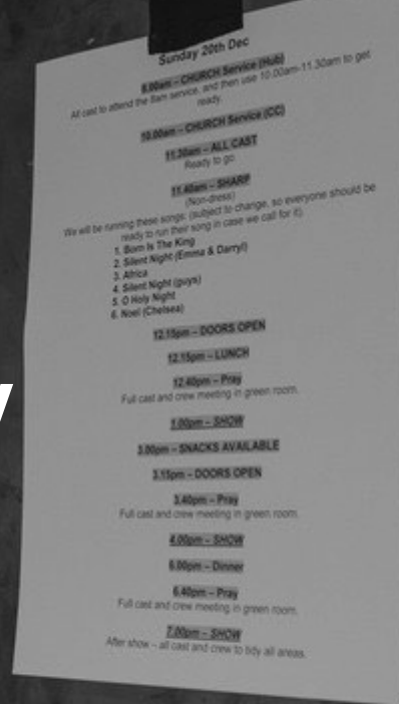 Sunday 20th Dec
8.00am – CHURCH Service (Hub)
All cast to attend the 8am service, and then use 10.00am-11.30am to get
ready.
10.00am – CHURCH Service (CC)
11.30am – ALL CAST
Ready to go
11.40am – SHARP
(Non-dress)
We will be running these songs: (subject to change, so everyone should be
ready to run their song in case we call for it).
1. Born Is The King
2. Silent Night (Emma & Darryl)
3. Africa
4. Silent Night (guys)
5. O Holy Night
6. Noel (Chelsea)
12.15pm – DOORS OPEN
12.15pm – LUNCH
12.40pm – Pray
Full cast and crew meeting in green room.
1.00pm – SHOW
3.00pm – SNACKS AVAILABLE
3.15pm – DOORS OPEN
3.40pm – Pray
Full cast and crew meeting in green room.
4.00pm – SHOW
6.00pm – Dinner
6.40pm – Pray
Full cast and crew meeting in green room.
7.00pm – SHOW
After show – all cast and crew to tidy all areas.